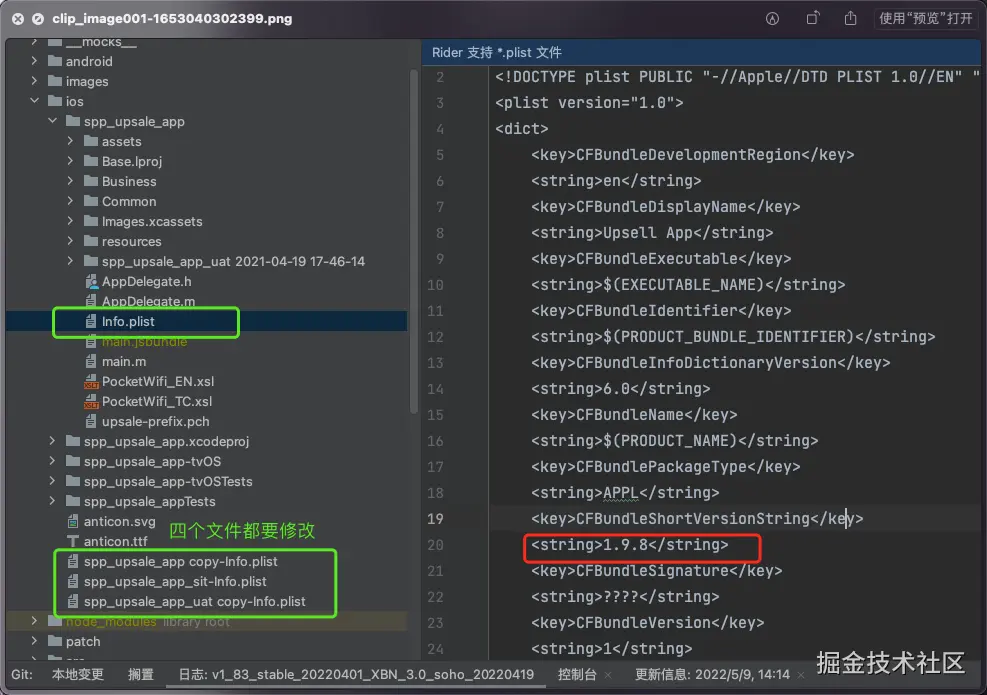 clip_image001-1653040302399.png
使用“预览”打开
__mocks__
android
images
ios
spp_upsale_app
assets
Base.lproj
Business
Common
Images.xcassets
resources
spp_upsale_app_uat 2021-04-19 17-46-14
AppDelegate.h
AppDelegate.m
Info.plist
main.jsbundle
main.m
PocketWifi_EN.xsl
PocketWifi_TC.xsl
upsale-prefix.pch
spp_upsale_app.xcodeproj
spp_upsale_app-tvOS
spp_upsale_app-tvOSTests
spp_upsale_appTests
anticon.svg
四个文件都要修改
anticon.ttf
spp_upsale_app copy-Info.plist
spp_upsale_app_sit-Info.plist
spp_upsale_app_uat copy-Info.plist
node_modules library root
patch
Rider 支持 *.plist 文件
2 <!DOCTYPE plist PUBLIC "-//Apple//DTD PLIST 1.0//EN" "
3 <plist version="1.0">
4 <dict>
5 <key>CFBundleDevelopmentRegion</key>
6 <string>en</string>
7 <key>CFBundleDisplayName</key>
8 <string>Upsell App</string>
9 <key>CFBundleExecutable</key>
10 <string>$(EXECUTABLE_NAME)</string>
11 <key>CFBundleIdentifier</key>
12 <string>$(PRODUCT_BUNDLE_IDENTIFIER)</string>
13 <key>CFBundleInfoDictionaryVersion</key>
14 <string>6.0</string>
15 <key>CFBundleName</key>
16 <string>$(PRODUCT_NAME)</string>
17 <key>CFBundlePackageType</key>
18 <string>APPL</string>
19 <key>CFBundleShortVersionString</key>
20 <string>1.9.8</string>
21 <key>CFBundleSignature</key>
22 <string>????</string>
23 <key>CFBundleVersion</key>
24 <string>1</string>
Git: 本地变更 搁置 日志: v1_83_stable_20220401_XBN_3.0_soho_20220419 控制台 × 更新信息: 2022/5/9, 14:14 ×
掘金技术社区